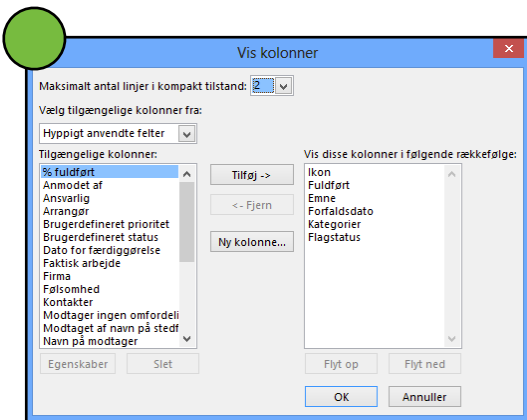 Vis kolonner
Maksimalt antal linjer i kompakt tilstand: 2
Vælg tilgængelige kolonner fra:
Hyppigt anvendte felter
Tilgængelige kolonner:
% fuldført
Anmodet af
Ansvarlig
Arrangør
Brugerdefineret prioritet
Brugerdefineret status
Dato for færdiggørelse
Faktisk arbejde
Firma
Følsomhed
Kontakter
Modtager ingen omfordeli
Modtaget af navn på stedf
Navn på modtager
Egenskaber
Slet
Tilføj ->
<- Fjern
Ny kolonne...
Vis disse kolonner i følgende rækkefølge:
Ikon
Fuldført
Emne
Forfaldsdato
Kategorier
Flagstatus
Flyt op
Flyt ned
OK
Annuller